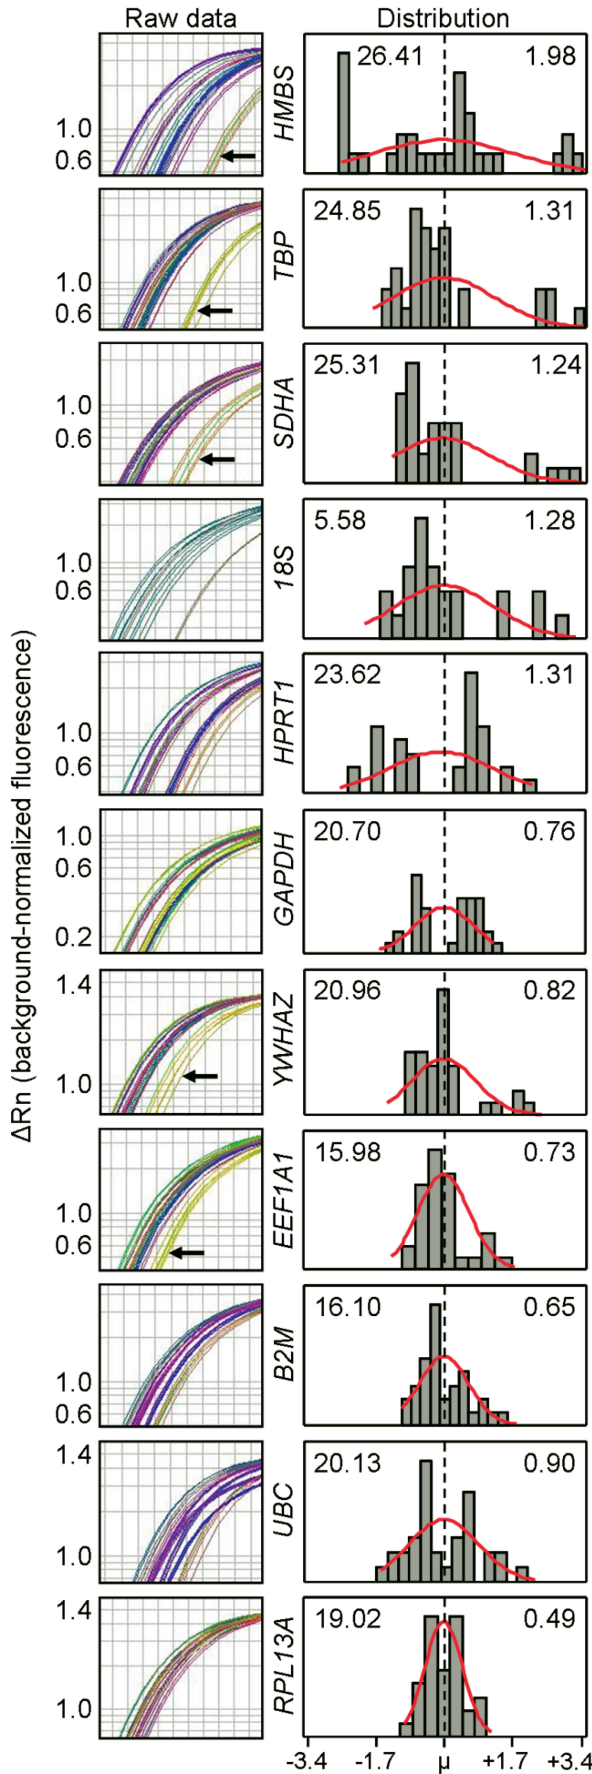 Raw data Distribution
ΔRn (background-normalized fluorescence)
1.0
0.6
HMBS
26.41 1.98
1.0
0.6
TBP
24.85 1.31
1.0
0.6
SDHA
25.31 1.24
1.0
0.6
18S
5.58 1.28
1.0
0.6
HPRT1
23.62 1.31
1.0
0.6
0.2
GAPDH
20.70 0.76
1.4
1.0
YWHAZ
20.96 0.82
1.0
0.6
EEF1A1
15.98 0.73
1.0
0.6
B2M
16.10 0.65
1.4
1.0
UBC
20.13 0.90
1.4
1.0
RPL13A
19.02 0.49
-3.4 -1.7 μ +1.7 +3.4